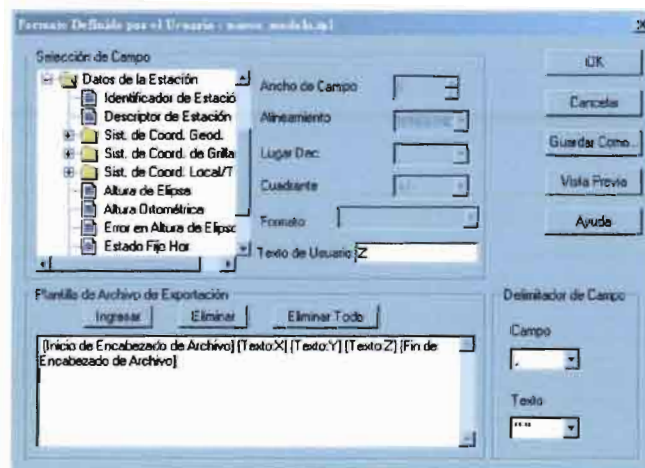 Formato Definido por el Usuario - nuevo_modelo.
Selección de Campo
Datos de la Estación
Identificador de Estació
Descriptor de Estación
Sist. de Coord. Geod.
Sist. de Coord. de Grilla
Sist. de Coord. Local/T
Altura de Elipse
Altura Ortométrica
Error en Altura de Elipso
Estado Fijo Hor
Ancho de Campo
Alineamiento
Lugar Dec.
Cuadrante
Formato
Texto de Usuario Z
OK
Cancelar
Guardar Como...
Vista Previa
Ayuda
Plantilla de Archivo de Exportación
Ingresar Eliminar Eliminar Todo
[Inicio de Encabezado de Archivo] [Texto:X] [Texto:Y] [Texto:Z] [Fin de
Encabezado de Archivo]
Delimitador de Campo
Campo
Texto
" "